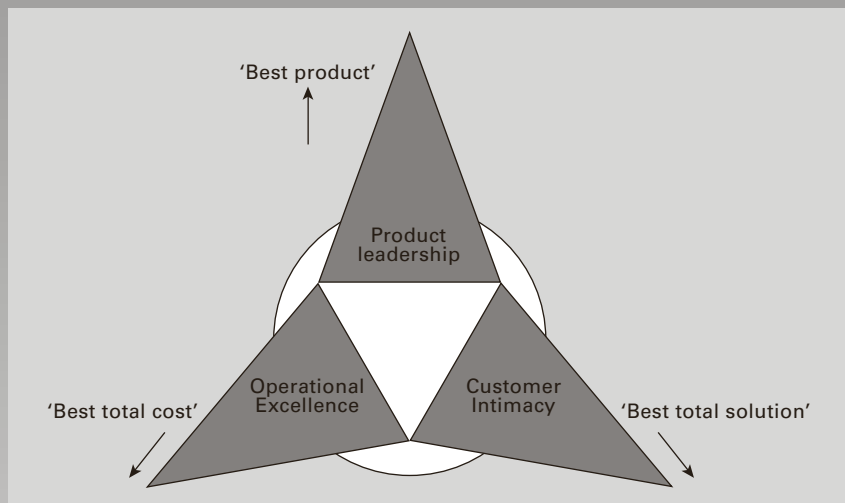 ‘Best product’
Product
leadership
Operational
Excellence
Customer
Intimacy
‘Best total cost’
‘Best total solution’